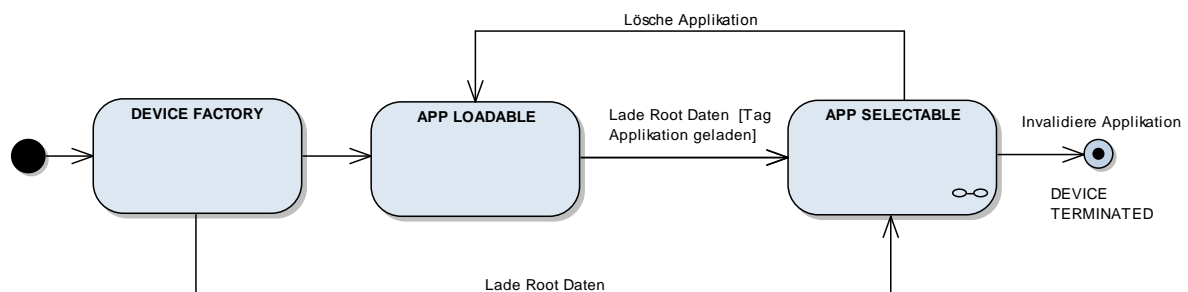 Lösche Applikation
DEVICE FACTORY
APP LOADABLE
Lade Root Daten [Tag
Applikation geladen]
APP SELECTABLE
Invalidiere Applikation
DEVICE
TERMINATED
Lade Root Daten